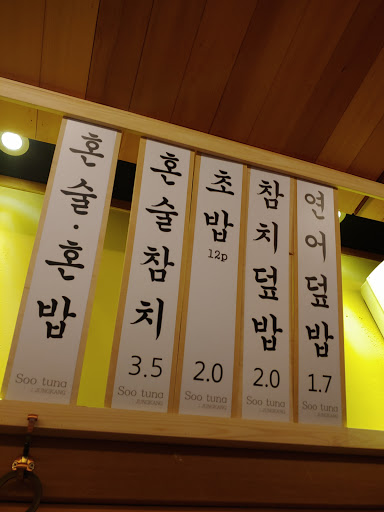 혼술·혼밥
Soo tuna
혼술참치
3.5
Soo tuna
초밥
12p
2.0
Soo tuna
참치덮밥
2.0
Soo tuna
연어덮밥
1.7
Soo tuna